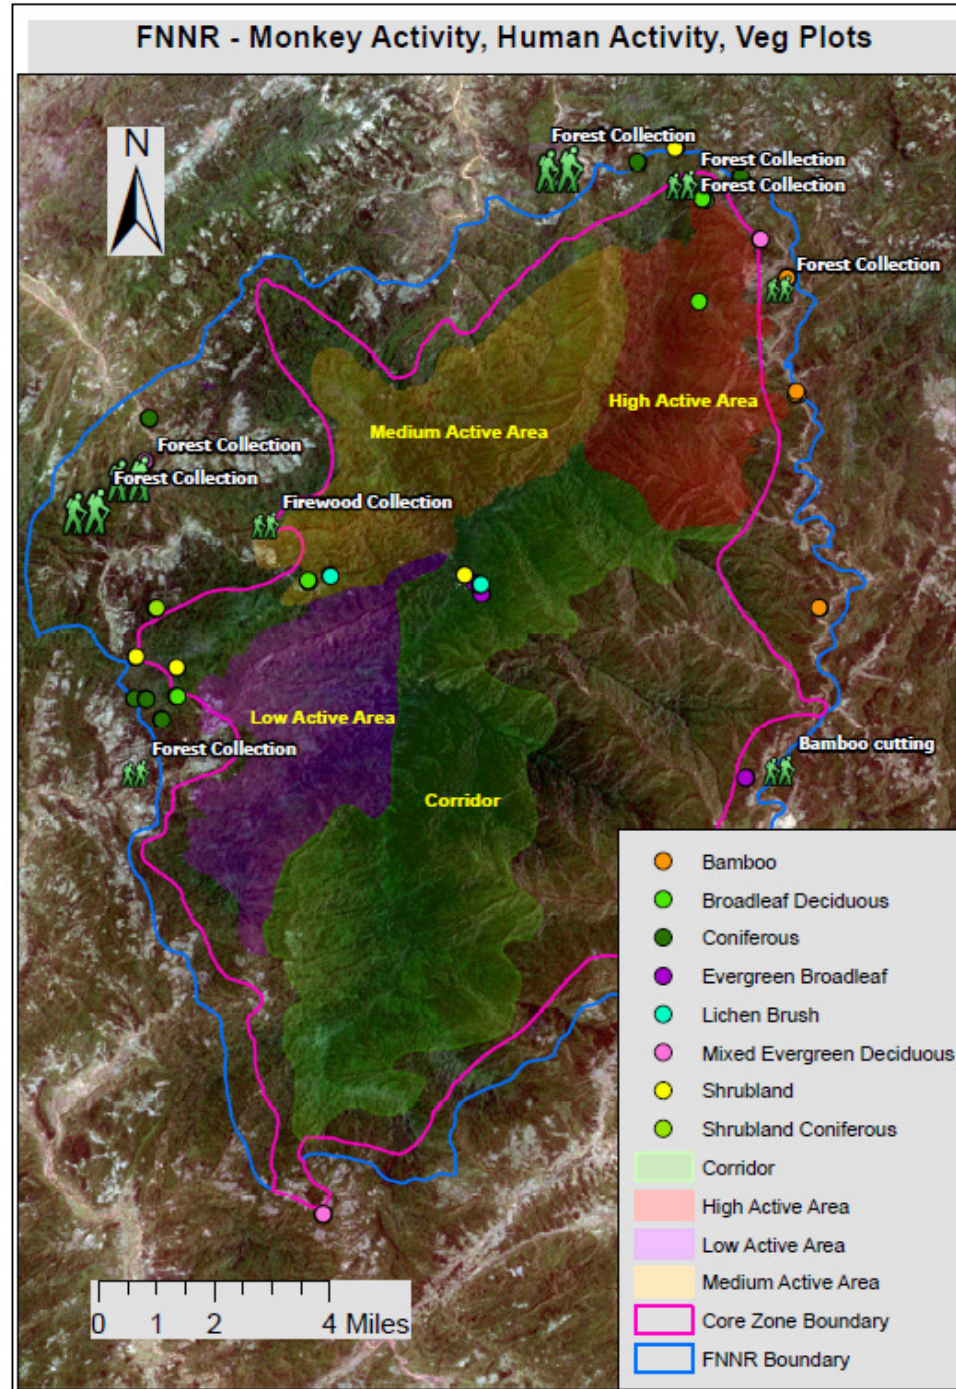 FNNR - Monkey Activity, Human Activity, Veg Plots
N
Forest Collection
Forest Collection
Forest Collection
Forest Collection
High Active Area
Medium Active Area
Forest Collection
Forest Collection
Firewood Collection
Low Active Area
Forest Collection
Bamboo cutting
Corridor
Bamboo
Broadleaf Deciduous
Coniferous
Evergreen Broadleaf
Lichen Brush
Mixed Evergreen Deciduous
Shrubland
Shrubland Coniferous
Corridor
High Active Area
Low Active Area
Medium Active Area
Core Zone Boundary
FNNR Boundary
0 1 2 4 Miles